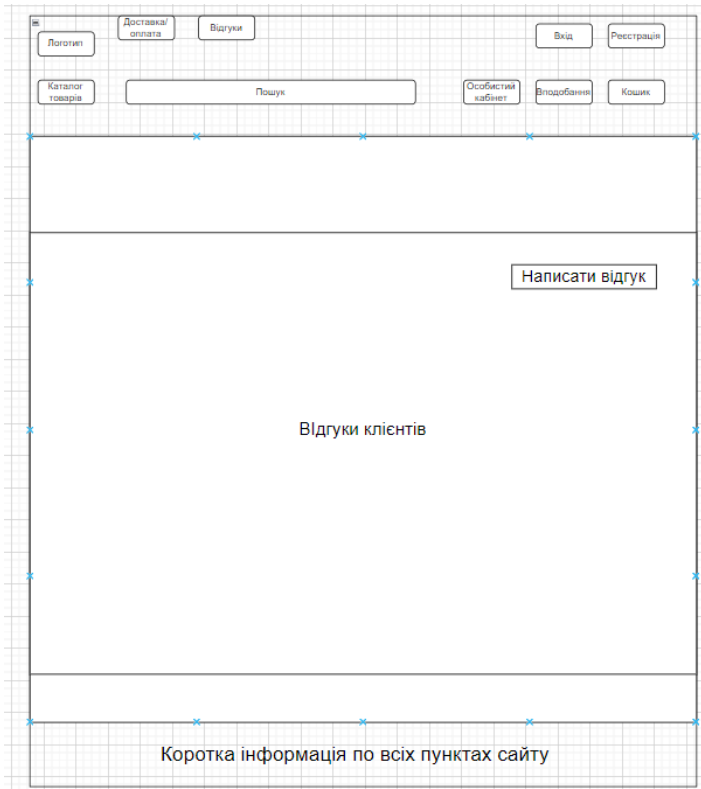 Доставка/
оплата
Відгуки
Логотип
Вхід
Реєстрація
Каталог
товарів
Пошук
Особистий
кабінет
Вподобання
Кошик
Написати відгук
ВІдгуки клієнтів
Коротка інформація по всіх пунктах сайту